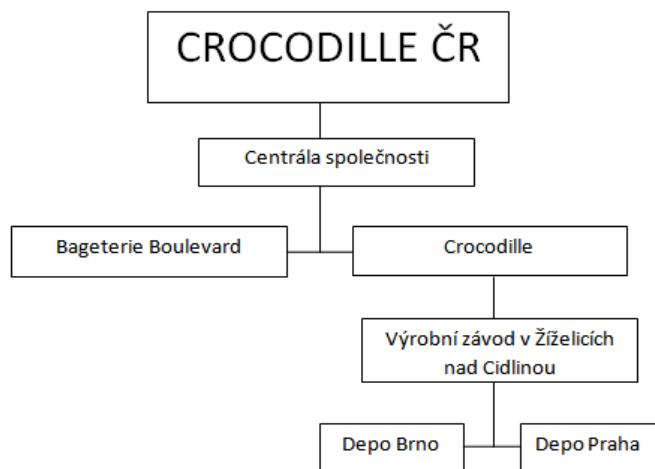 CROCODILLE ČR
Centrála společnosti
Bageterie Boulevard
Crocodille
Výrobní závod v Žíželicích
nad Cidlinou
Depo Brno
Depo Praha